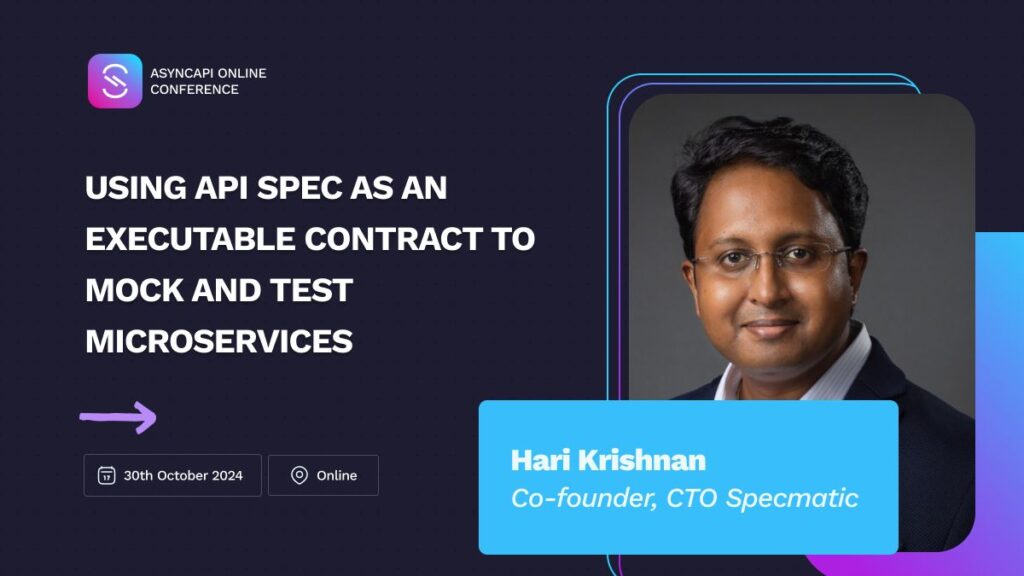 ASYNCAPI ONLINE
CONFERENCE
USING API SPEC AS AN
EXECUTABLE CONTRACT TO
MOCK AND TEST
MICROSERVICES
17
30th October 2024
Online
Hari Krishnan
Co-founder, CTO Specmatic